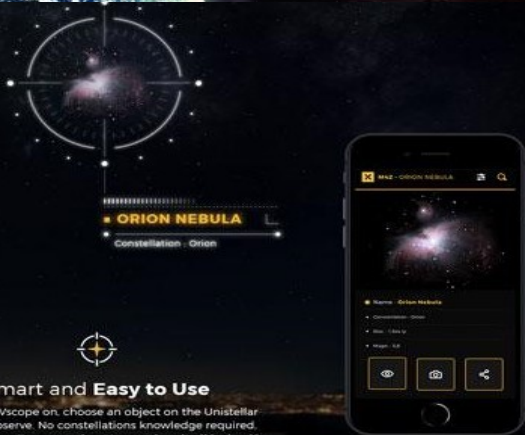 ORION NEBULA
Constellation : Orion
M42 - ORION NEBULA
Name : Orion Nebula
Constellation : Orion
mart and Easy to Use
Vscope on, choose an object on the Unistellar
bserve. No constellations knowledge required.